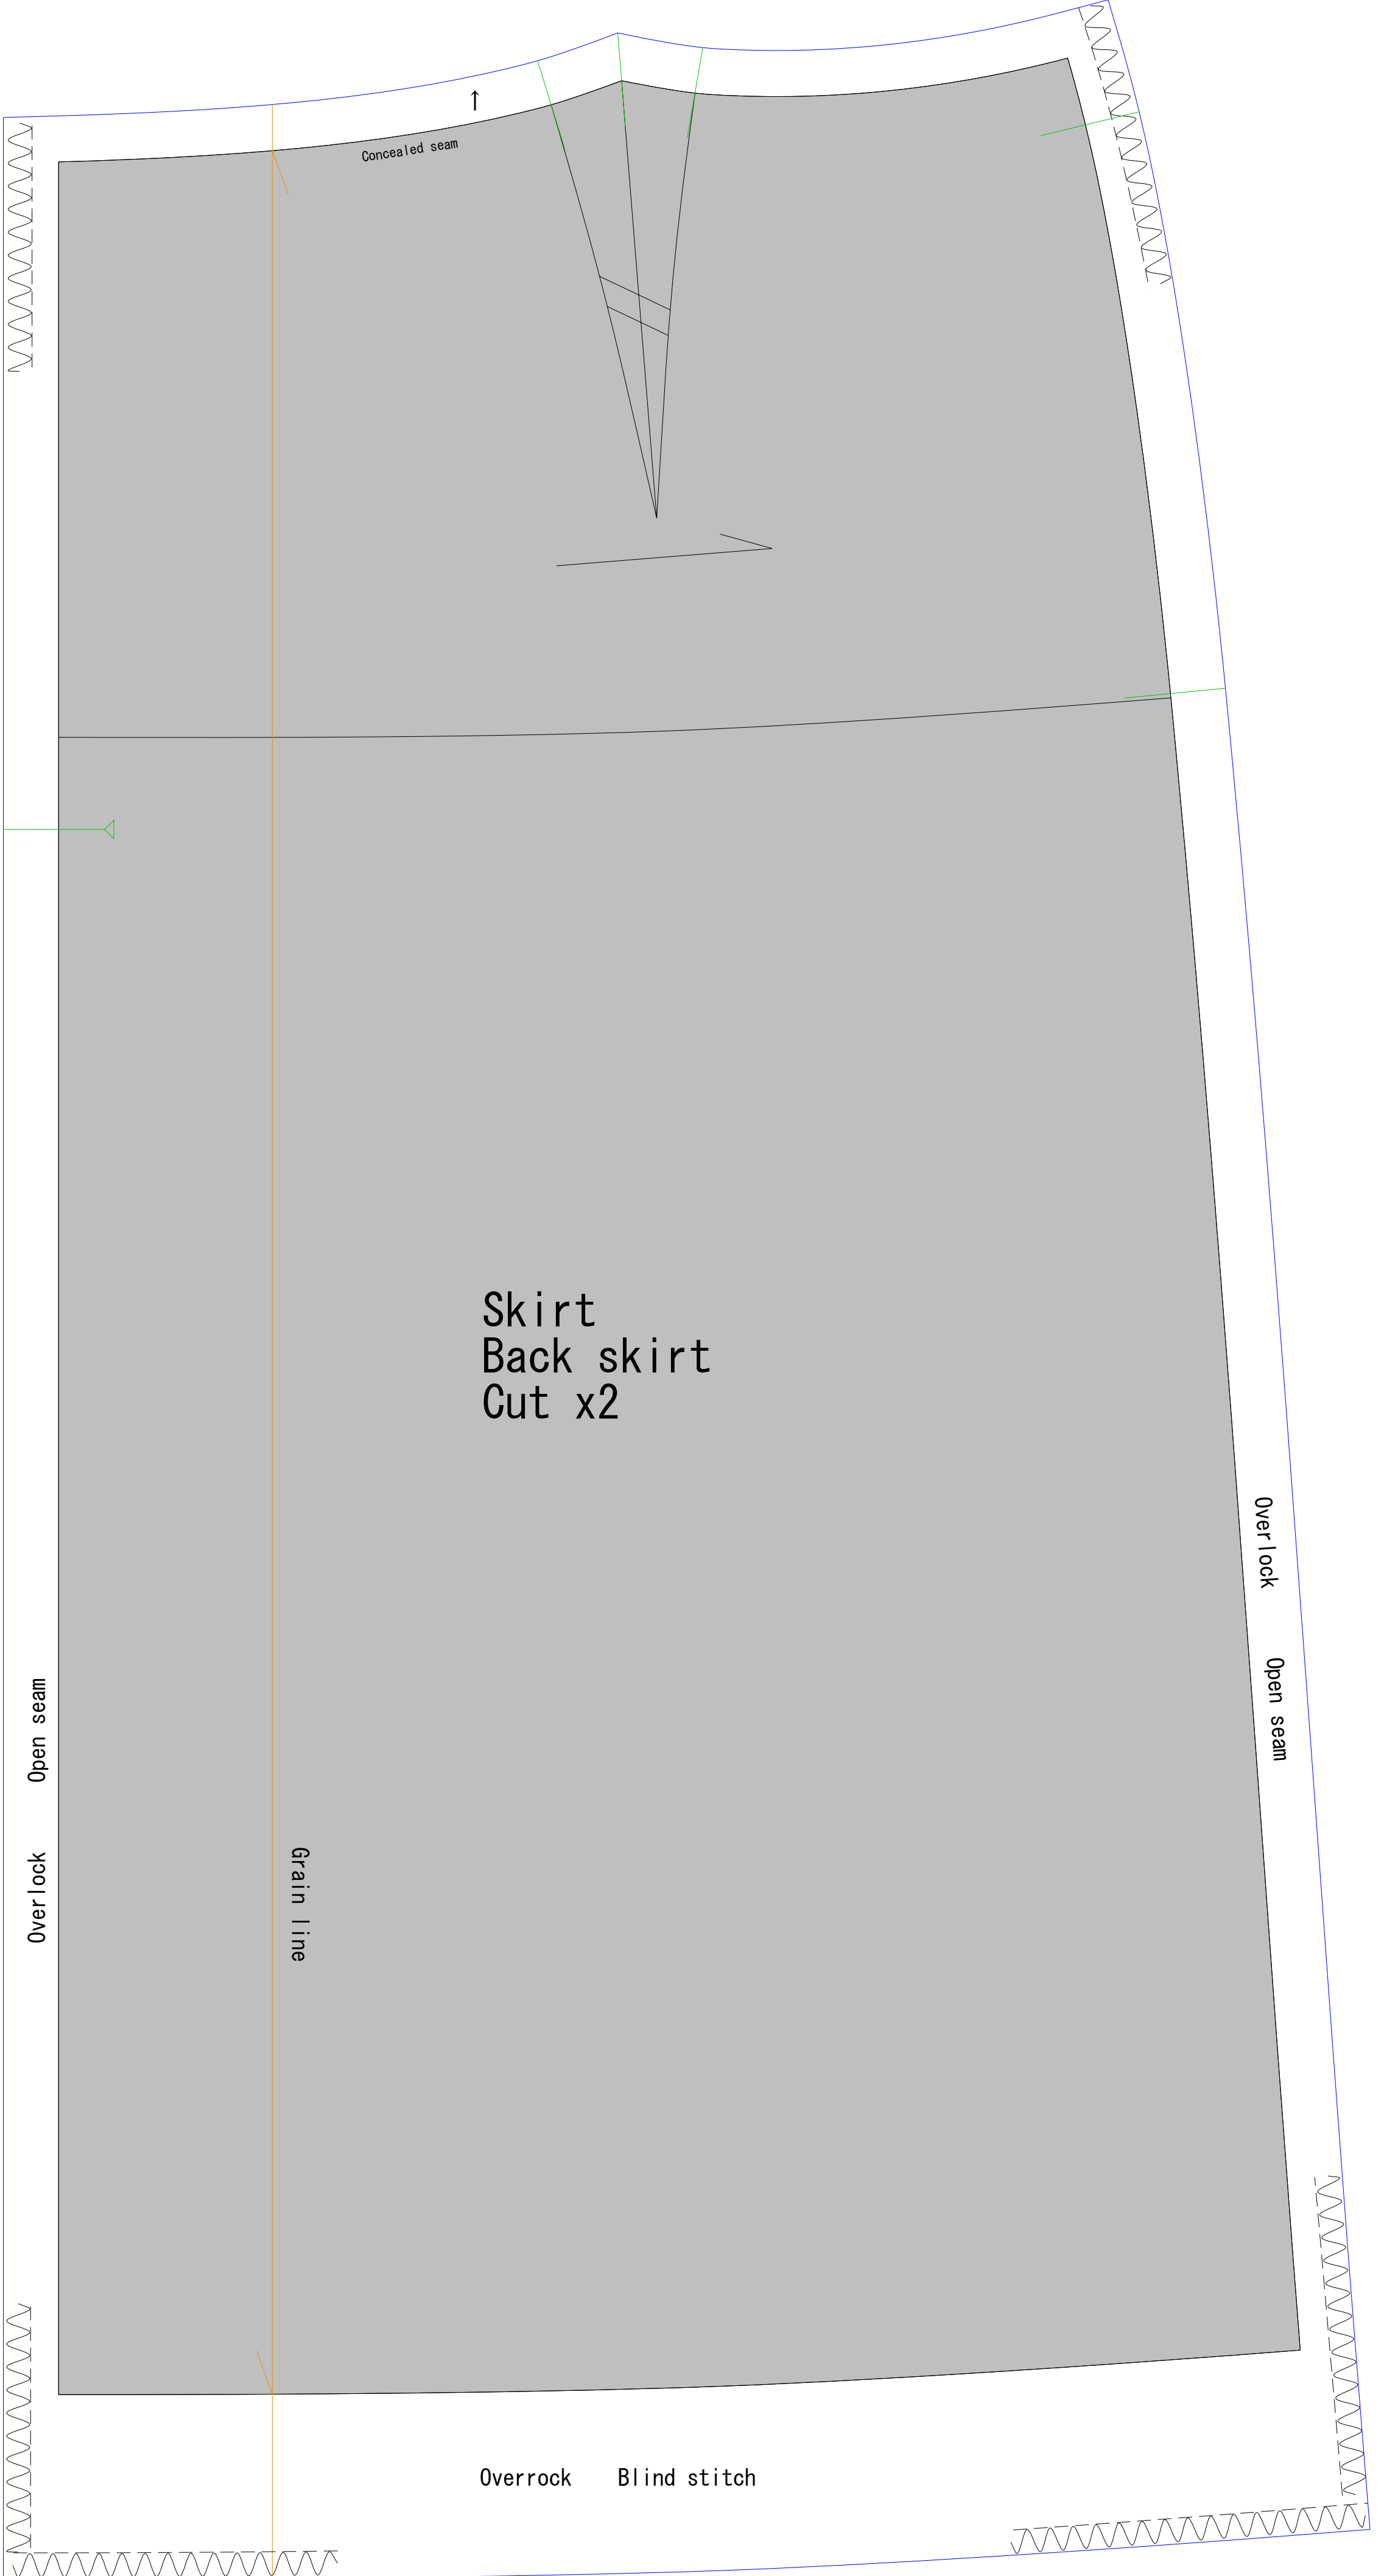 ↑
Concealed seam
Skirt
Back skirt
Cut x2
Overlock Open seam
Overlock Open seam
Grain line
Overrock Blind stitch